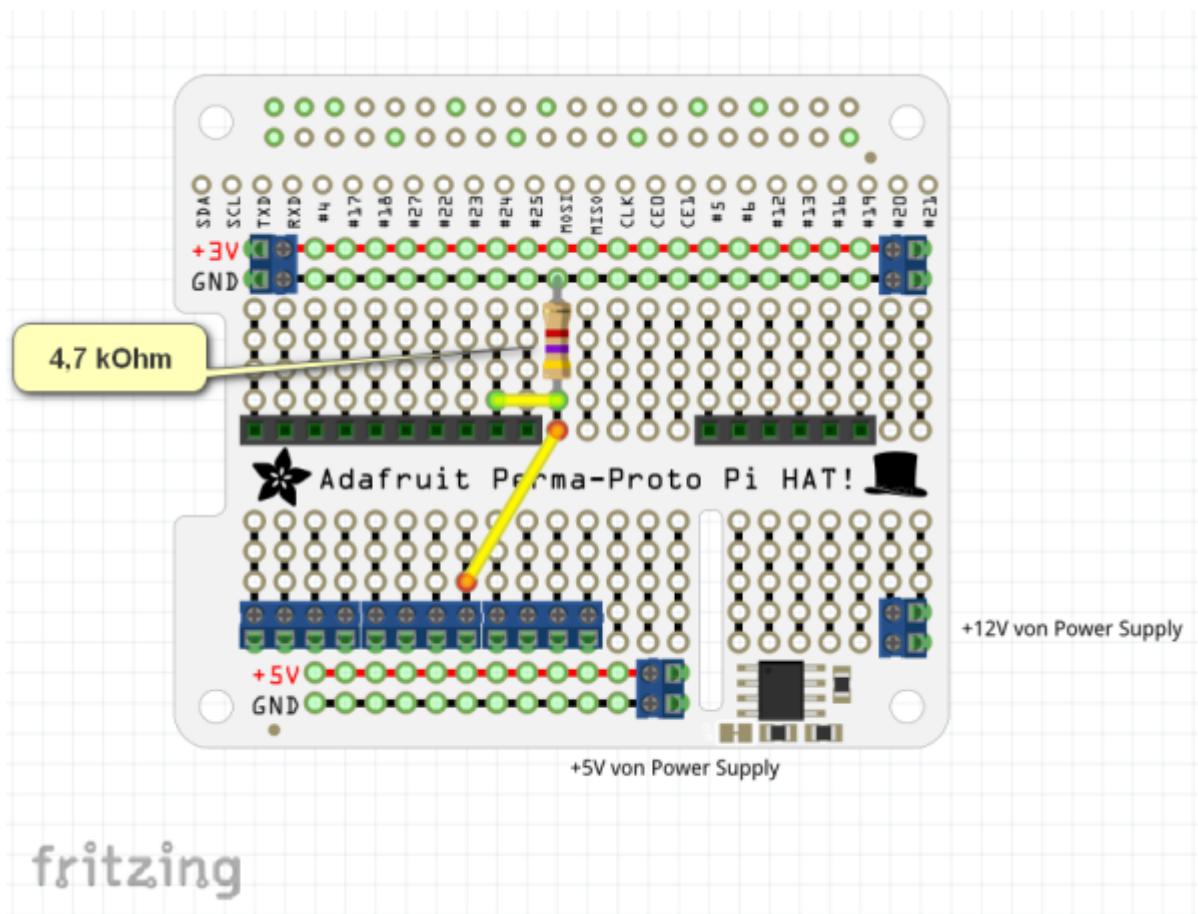 SDA
SCL
TXD
RXD
#4
#17
#18
#27
#22
#23
#24
#25
MOSI
MISO
CLK
CE0
CE1
#5
#6
#12
#13
#16
#19
#20
#21
+3V
GND
4,7 kOhm
Adafruit Perma-Proto Pi HAT!
+12V von Power Supply
+5V
GND
+5V von Power Supply
fritzing